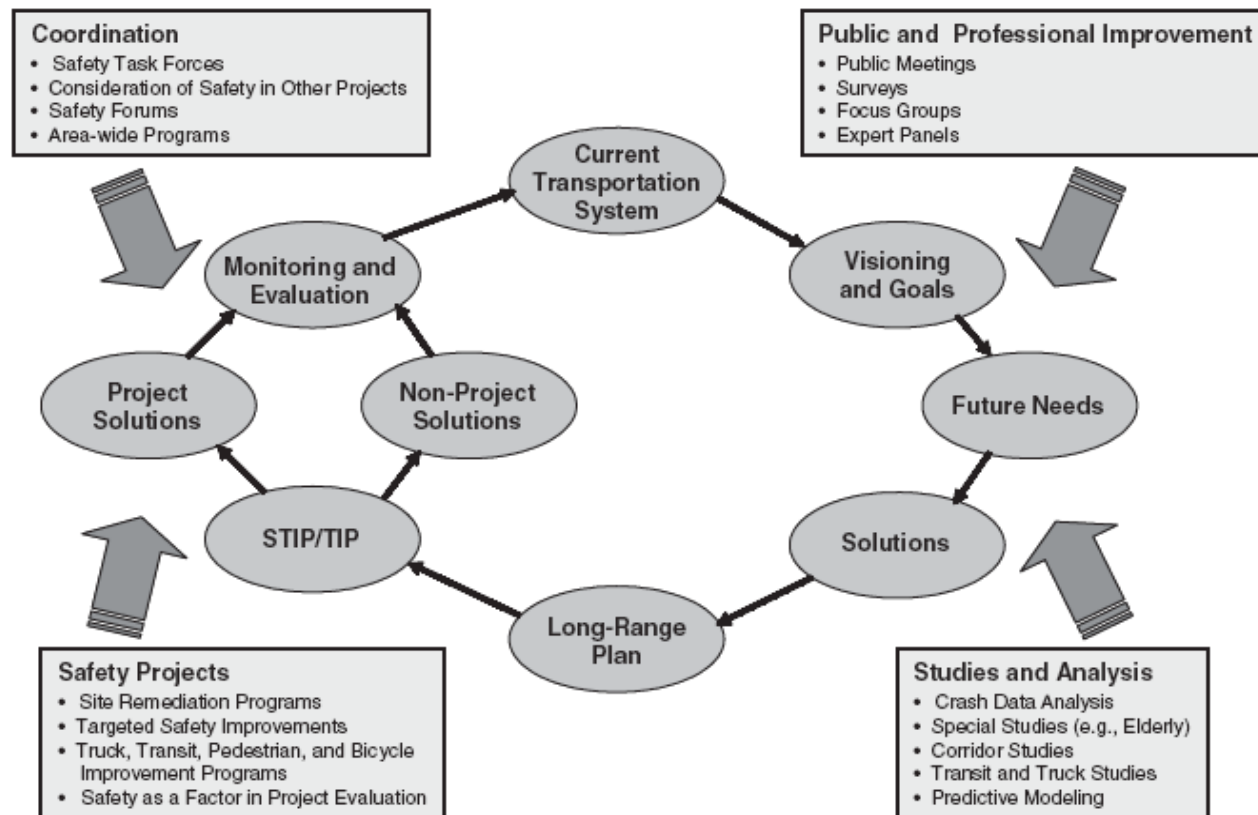 Coordination
• Safety Task Forces
• Consideration of Safety in Other Projects
• Safety Forums
• Area-wide Programs
Public and Professional Improvement
• Public Meetings
• Surveys
• Focus Groups
• Expert Panels
Current
Transportation
System
Monitoring and
Evaluation
Visioning
and Goals
Project
Solutions
Non-Project
Solutions
Future Needs
STIP/TIP
Solutions
Long-Range
Plan
Safety Projects
• Site Remediation Programs
• Targeted Safety Improvements
• Truck, Transit, Pedestrian, and Bicycle
Improvement Programs
• Safety as a Factor in Project Evaluation
Studies and Analysis
• Crash Data Analysis
• Special Studies (e.g., Elderly)
• Corridor Studies
• Transit and Truck Studies
• Predictive Modeling